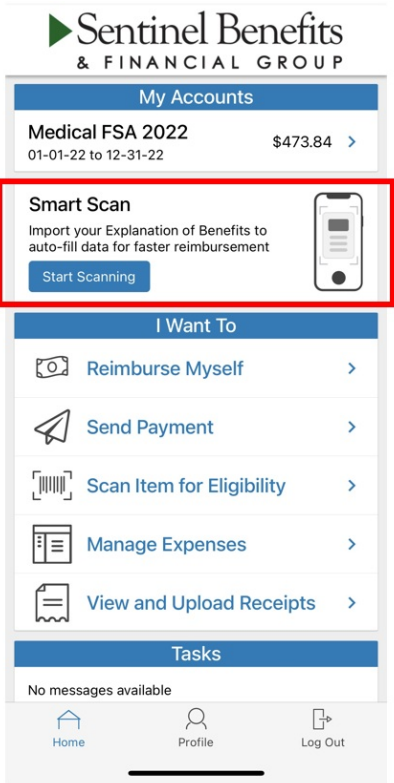 Sentinel Benefits
& FINANCIAL GROUP
My Accounts
Medical FSA 2022
$473.84
01-01-22 to 12-31-22
Smart Scan
Import your Explanation of Benefits to
auto-fill data for faster reimbursement
Start Scanning
I Want To
Reimburse Myself
Send Payment
Scan Item for Eligibility
Manage Expenses
View and Upload Receipts
Tasks
No messages available
Home Profile Log Out